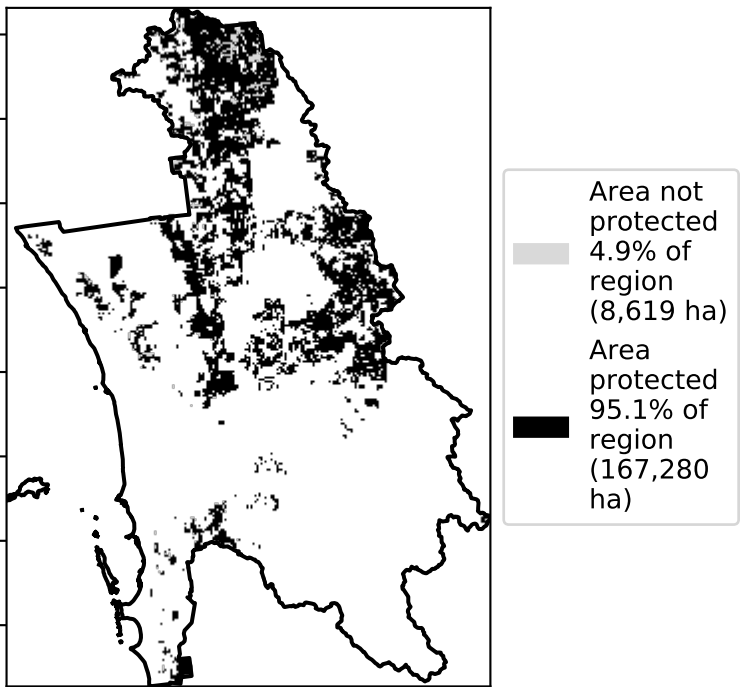 Area not
protected
4.9% of
region
(8,619 ha)
Area
protected
95.1% of
region
(167,280
ha)